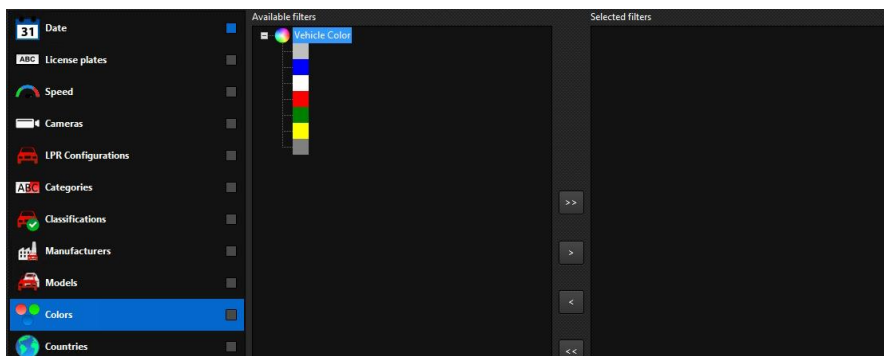 Available filters
Selected filters
31 Date
Vehicle Color
ABC License plates
Speed
Cameras
LPR Configurations
ABC Categories
Classifications
Manufacturers
Models
Colors
Countries
>>
>
<
<<